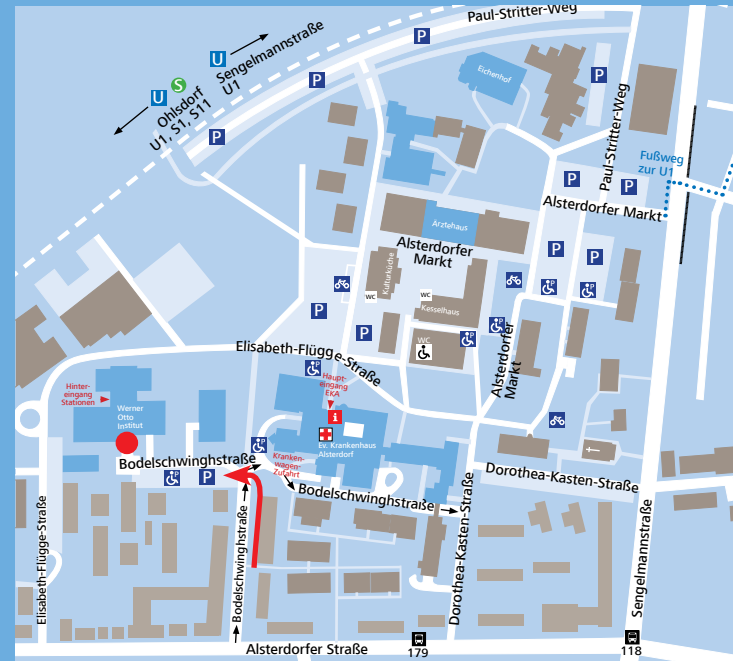 Paul-Stritter-Weg
P
U
Sengelmannstraße
U1
S
U
Ohlsdorf
U1, S1, S11
P
P
Eichenhof
P
Paul-Stritter-Weg
Fußweg
zur U1
P
P
Alsterdorfer Markt
Ärztehaus
Alsterdorfer
Markt
Kulturküche
P
P
P
P
WC
WC
Kesselhaus
P
P
WC
P
P
Alsterdorfer
Markt
Elisabeth-Flügge-Straße
P
Haupt-
eingang
EKA
i
Hinter-
eingang
Stationen
Werner
Otto
Institut
Ev. Krankenhaus
Alsterdorf
P
Kranken-
wagen-
Zufahrt
Bodelschwinghstraße
P
P
Bodelschwinghstraße
Dorothea-Kasten-Straße
Elisabeth-Flügge-Straße
Bodelschwinghstraße
Dorothea-Kasten-Straße
Sengelmannstraße
Alsterdorfer Straße
179
118